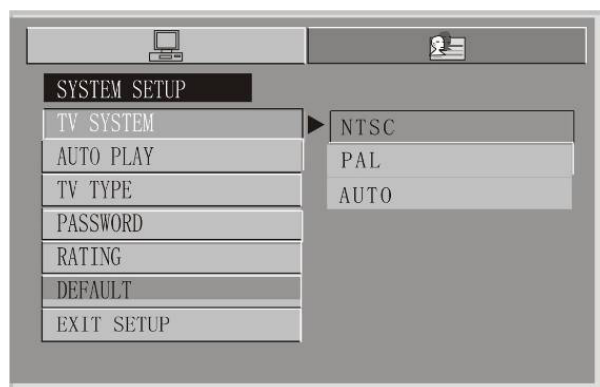 SYSTEM SETUP
TV SYSTEM
AUTO PLAY
TV TYPE
PASSWORD
RATING
DEFAULT
EXIT SETUP
NTSC
PAL
AUTO